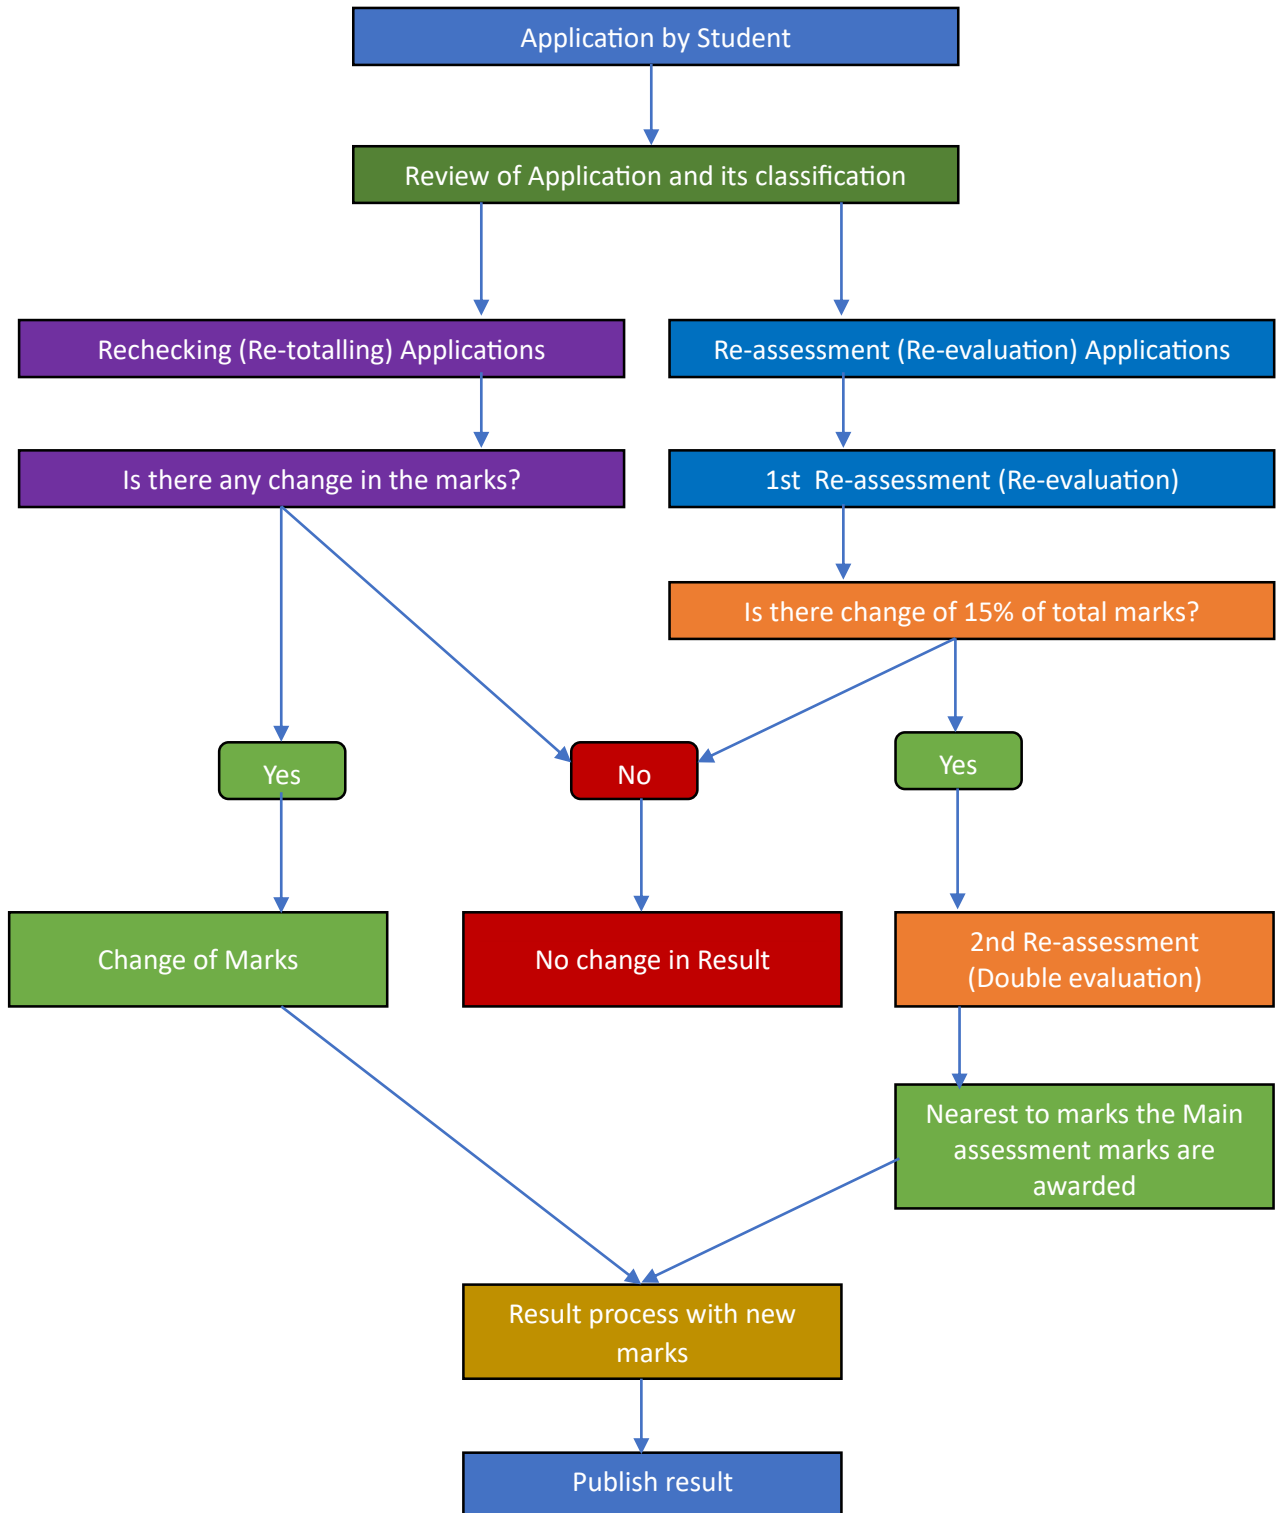 Application by Student
Review of Application and its classification
Rechecking (Re-totalling) Applications
Re-assessment (Re-evaluation) Applications
Is there any change in the marks?
1st  Re-assessment (Re-evaluation)
Is there change of 15% of total marks?
Yes
No
Yes
Change of Marks
No change in Result
2nd Re-assessment
(Double evaluation)
Nearest to marks the Main
assessment marks are
awarded
Result process with new
marks
Publish result